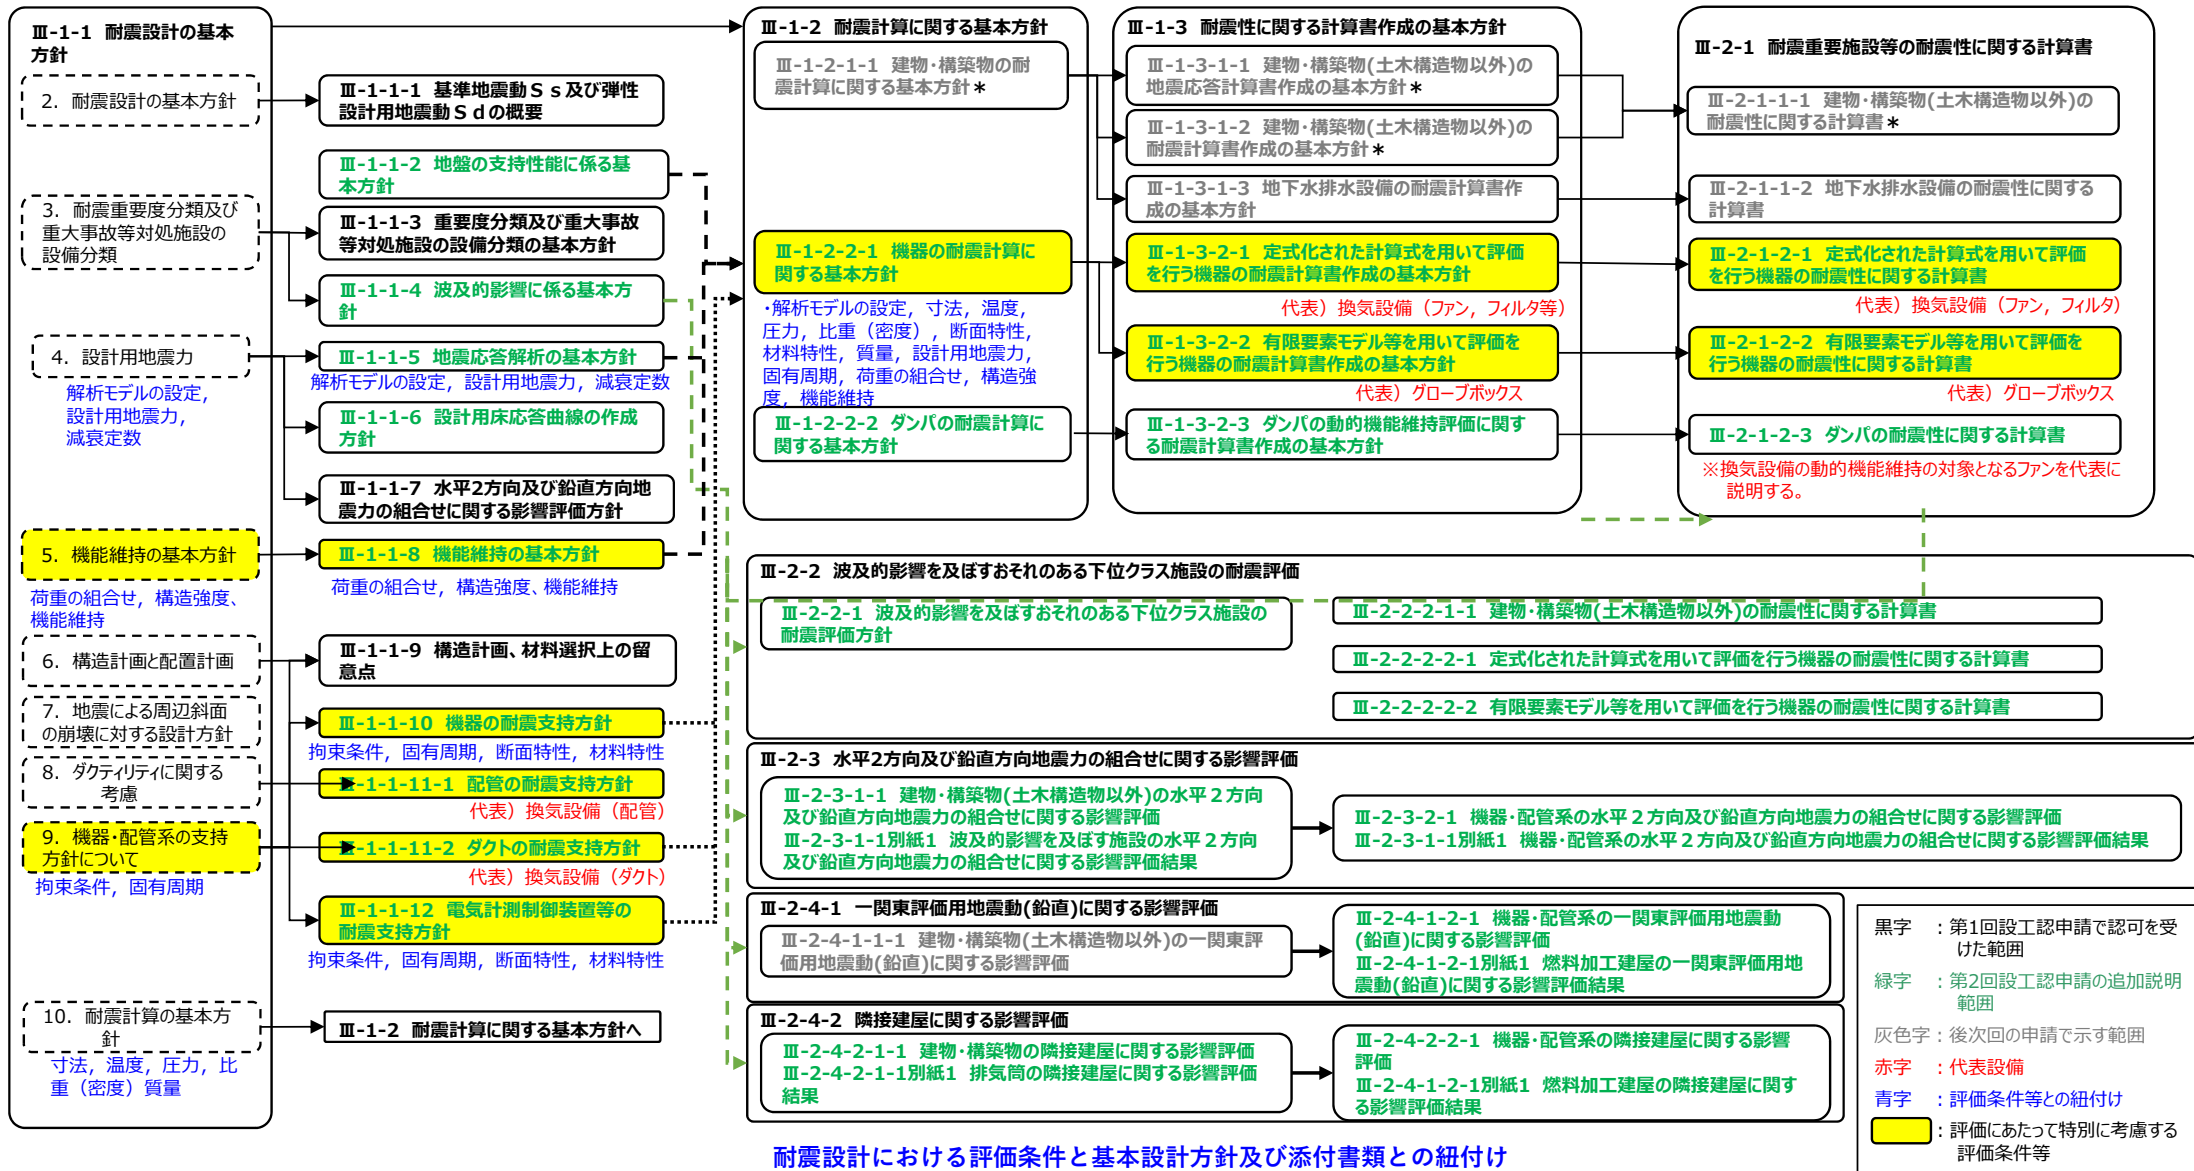 Ⅲ-1-1 耐震設計の基本
方針
2. 耐震設計の基本方針
3. 耐震重要度分類及び
重大事故等対処施設の
設備分類
4. 設計用地震力
解析モデルの設定,
設計用地震力,
減衰定数
5. 機能維持の基本方針
荷重の組合せ, 構造強度、
機能維持
6. 構造計画と配置計画
7. 地震による周辺斜面
の崩壊に対する設計方針
8. ダクティリティに関する
考慮
9. 機器・配管系の支持
方針について
拘束条件, 固有周期
10. 耐震計算の基本方
針
寸法, 温度, 圧力, 比
重（密度）質量
Ⅲ-1-1-1 基準地震動Ｓｓ及び弾性
設計用地震動Ｓｄの概要
Ⅲ-1-1-2 地盤の支持性能に係る基
本方針
Ⅲ-1-1-3 重要度分類及び重大事故
等対処施設の設備分類の基本方針
Ⅲ-1-1-4 波及的影響に係る基本方
針
Ⅲ-1-1-5 地震応答解析の基本方針
解析モデルの設定, 設計用地震力, 減衰定数
Ⅲ-1-1-6 設計用床応答曲線の作成
方針
Ⅲ-1-1-7 水平2方向及び鉛直方向地
震力の組合せに関する影響評価方針
Ⅲ-1-1-8 機能維持の基本方針
荷重の組合せ, 構造強度、機能維持
Ⅲ-1-1-9 構造計画、材料選択上の留
意点
Ⅲ-1-1-10 機器の耐震支持方針
拘束条件, 固有周期, 断面特性, 材料特性
Ⅲ-1-1-11-1 配管の耐震支持方針
代表）換気設備（配管）
Ⅲ-1-1-11-2 ダクトの耐震支持方針
代表）換気設備（ダクト）
Ⅲ-1-1-12 電気計測制御装置等の
耐震支持方針
拘束条件, 固有周期, 断面特性, 材料特性
Ⅲ-1-2 耐震計算に関する基本方針へ
Ⅲ-1-2 耐震計算に関する基本方針
Ⅲ-1-2-1-1 建物・構築物の耐
震計算に関する基本方針＊
Ⅲ-1-2-2-1 機器の耐震計算に
関する基本方針
・解析モデルの設定, 寸法, 温度,
圧力, 比重（密度）, 断面特性,
材料特性, 質量, 設計用地震力,
固有周期, 荷重の組合せ, 構造強
度, 機能維持
Ⅲ-1-2-2-2 ダンパの耐震計算に
関する基本方針
Ⅲ-1-3 耐震性に関する計算書作成の基本方針
Ⅲ-1-3-1-1 建物・構築物(土木構造物以外)の
地震応答計算書作成の基本方針＊
Ⅲ-1-3-1-2 建物・構築物(土木構造物以外)の
耐震計算書作成の基本方針＊
Ⅲ-1-3-1-3 地下水排水設備の耐震計算書作
成の基本方針
Ⅲ-1-3-2-1 定式化された計算式を用いて評価
を行う機器の耐震計算書作成の基本方針
代表）換気設備（ファン, フィルタ等）
Ⅲ-1-3-2-2 有限要素モデル等を用いて評価を
行う機器の耐震計算書作成の基本方針
代表）グローブボックス
Ⅲ-1-3-2-3 ダンパの動的機能維持評価に関す
る耐震計算書作成の基本方針
Ⅲ-2-1 耐震重要施設等の耐震性に関する計算書
Ⅲ-2-1-1-1 建物・構築物(土木構造物以外)の
耐震性に関する計算書＊
Ⅲ-2-1-1-2 地下水排水設備の耐震性に関する
計算書
Ⅲ-2-1-2-1 定式化された計算式を用いて評価
を行う機器の耐震性に関する計算書
代表）換気設備（ファン, フィルタ）
Ⅲ-2-1-2-2 有限要素モデル等を用いて評価を
行う機器の耐震性に関する計算書
代表）グローブボックス
Ⅲ-2-1-2-3 ダンパの耐震性に関する計算書
※換気設備の動的機能維持の対象となるファンを代表に
説明する。
Ⅲ-2-2 波及的影響を及ぼすおそれのある下位クラス施設の耐震評価
Ⅲ-2-2-1 波及的影響を及ぼすおそれのある下位クラス施設の
耐震評価方針
Ⅲ-2-2-2-1-1 建物・構築物(土木構造物以外)の耐震性に関する計算書
Ⅲ-2-2-2-2-1 定式化された計算式を用いて評価を行う機器の耐震性に関する計算書
Ⅲ-2-2-2-2-2 有限要素モデル等を用いて評価を行う機器の耐震性に関する計算書
Ⅲ-2-3 水平2方向及び鉛直方向地震力の組合せに関する影響評価
Ⅲ-2-3-1-1 建物・構築物(土木構造物以外)の水平２方向
及び鉛直方向地震力の組合せに関する影響評価
Ⅲ-2-3-1-1別紙1 波及的影響を及ぼす施設の水平２方向
及び鉛直方向地震力の組合せに関する影響評価結果
Ⅲ-2-3-2-1 機器・配管系の水平２方向及び鉛直方向地震力の組合せに関する影響評価
Ⅲ-2-3-1-1別紙1 機器・配管系の水平２方向及び鉛直方向地震力の組合せに関する影響評価結果
Ⅲ-2-4-1 一関東評価用地震動(鉛直)に関する影響評価
Ⅲ-2-4-1-1-1 建物・構築物(土木構造物以外)の一関東評
価用地震動(鉛直)に関する影響評価
Ⅲ-2-4-1-2-1 機器・配管系の一関東評価用地震動
(鉛直)に関する影響評価
Ⅲ-2-4-1-2-1別紙1 燃料加工建屋の一関東評価用地
震動(鉛直)に関する影響評価結果
Ⅲ-2-4-2 隣接建屋に関する影響評価
Ⅲ-2-4-2-1-1 建物・構築物の隣接建屋に関する影響評価
Ⅲ-2-4-2-1-1別紙1 排気筒の隣接建屋に関する影響評価
結果
Ⅲ-2-4-2-2-1 機器・配管系の隣接建屋に関する影響
評価
Ⅲ-2-4-1-2-1別紙1 燃料加工建屋の隣接建屋に関す
る影響評価結果
黒字 ：第1回設工認申請で認可を受
けた範囲
緑字 ：第2回設工認申請の追加説明
範囲
灰色字：後次回の申請で示す範囲
赤字 ：代表設備
青字 ：評価条件等との紐付け
：評価にあたって特別に考慮する
評価条件等
耐震設計における評価条件と基本設計方針及び添付書類との紐付け